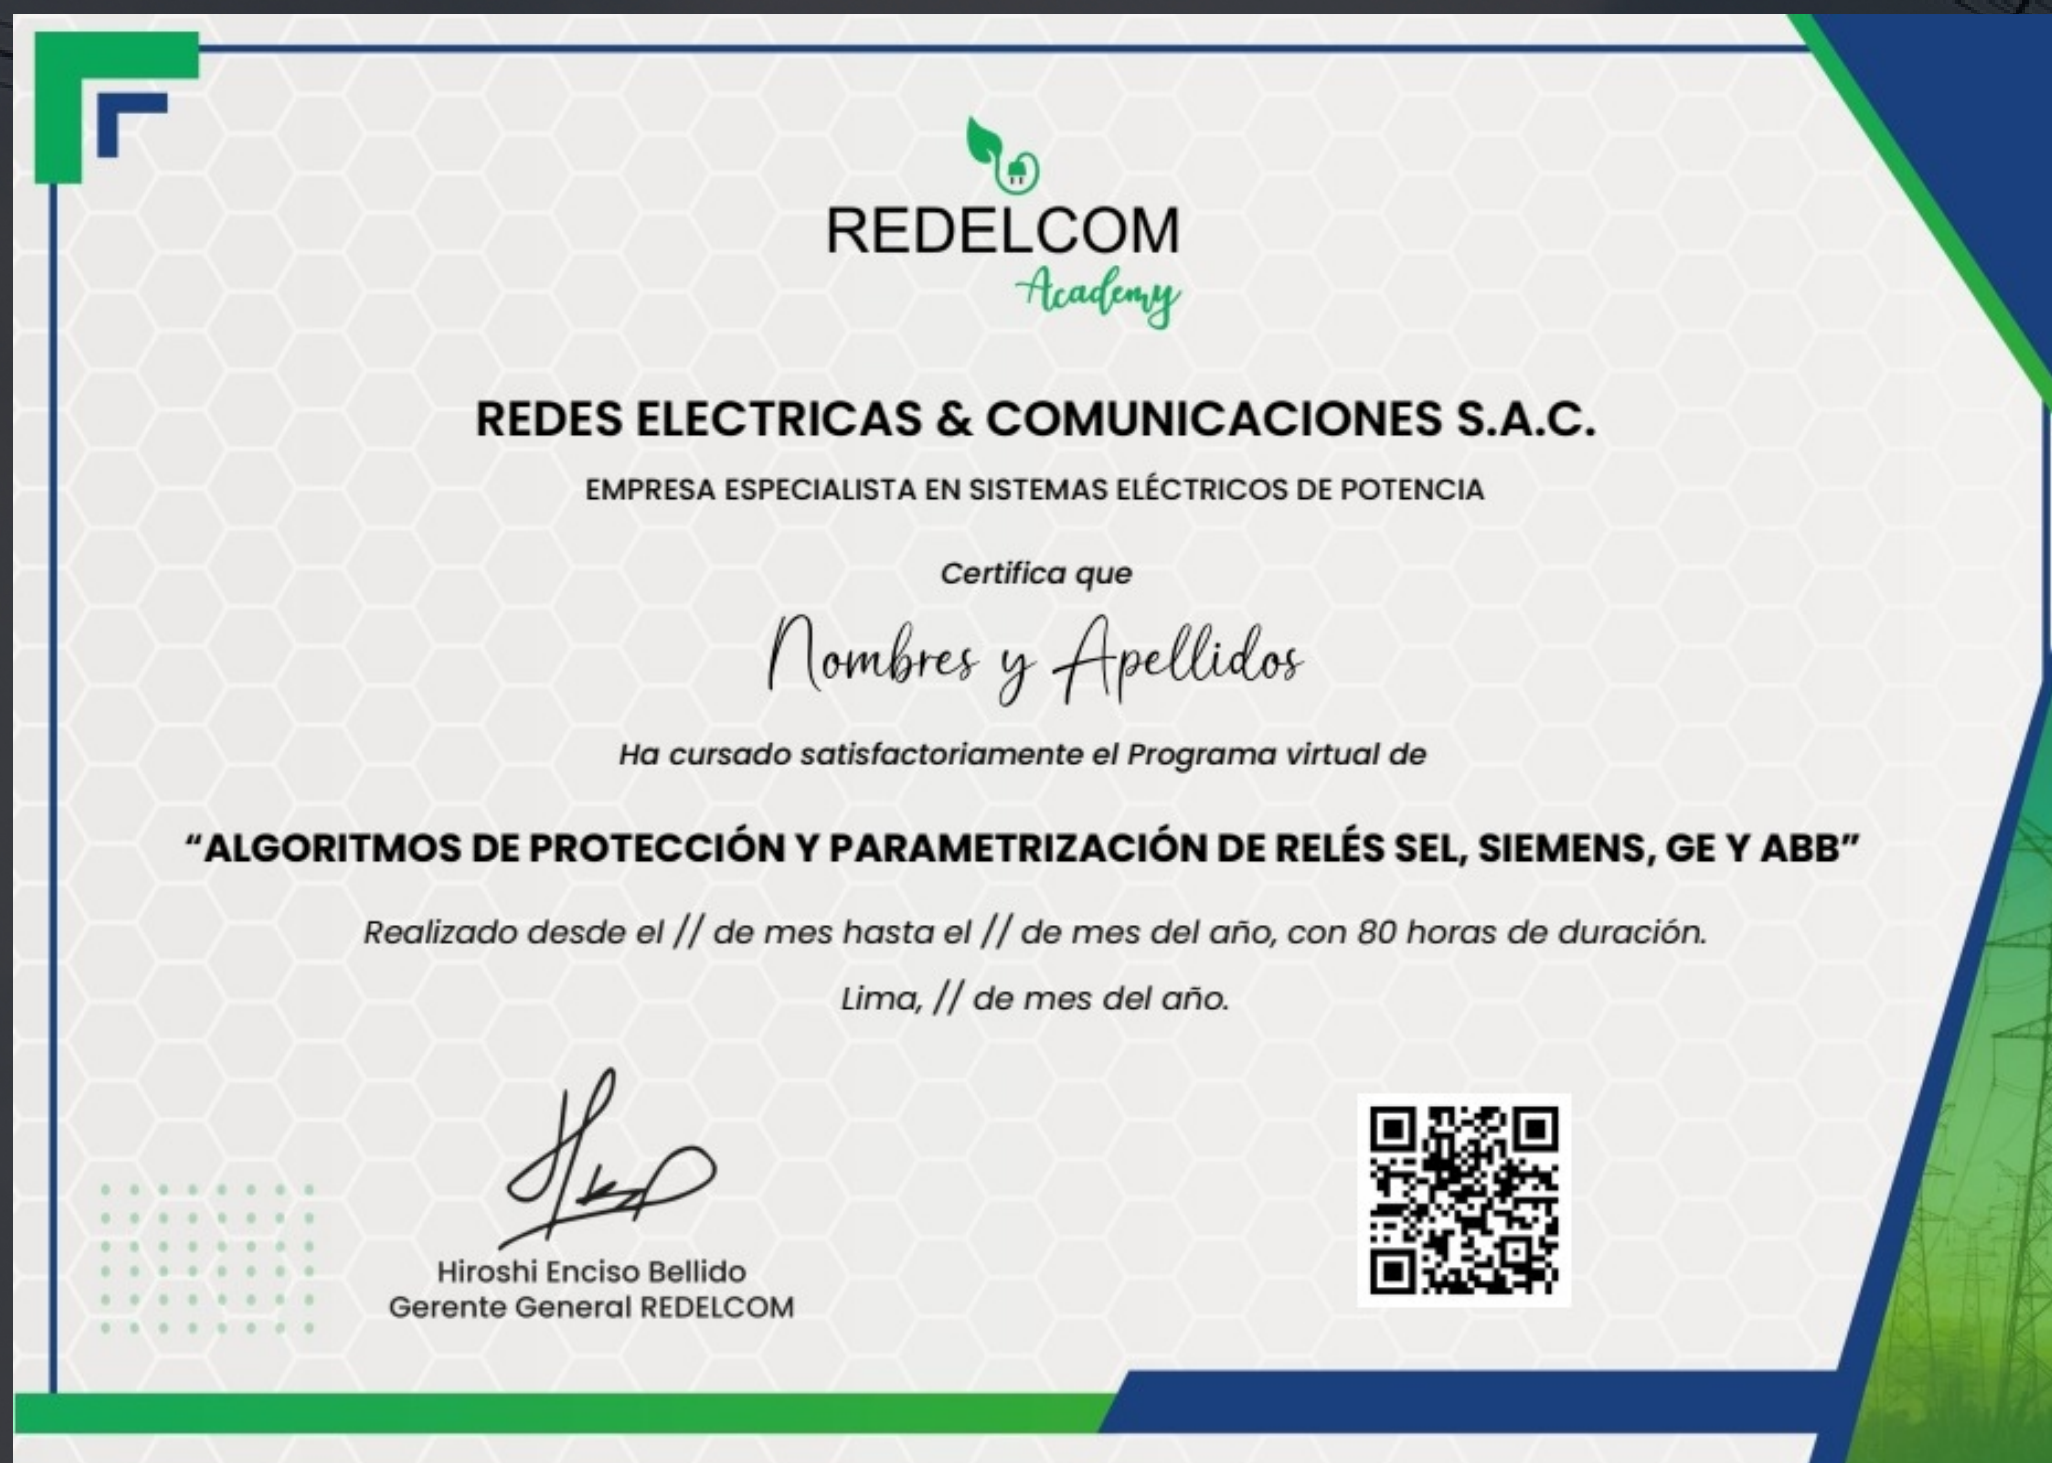 REDELCOM
Academy
REDES ELECTRICAS & COMUNICACIONES S.A.C.
EMPRESA ESPECIALISTA EN SISTEMAS ELÉCTRICOS DE POTENCIA
Certifica que
Nombres y Apellidos
Ha cursado satisfactoriamente el Programa virtual de
“ALGORITMOS DE PROTECCIÓN Y PARAMETRIZACIÓN DE RELÉS SEL, SIEMENS, GE Y ABB”
Realizado desde el // de mes hasta el // de mes del año, con 80 horas de duración.
Lima, // de mes del año.
Hiroshi Enciso Bellido
Gerente General REDELCOM